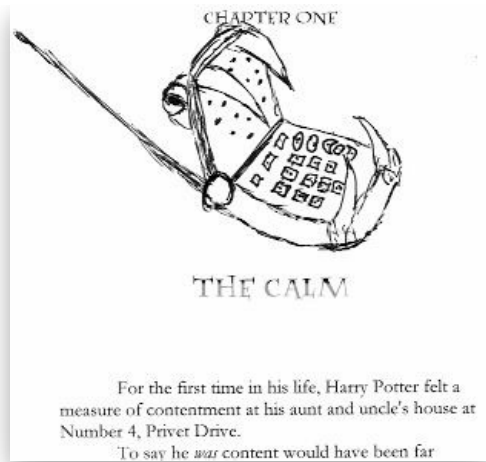 CHAPTER ONE
THE CALM
For the first time in his life, Harry Potter felt a
measure of contentment at his aunt and uncle's house at
Number 4, Privet Drive.
To say he was content would have been far